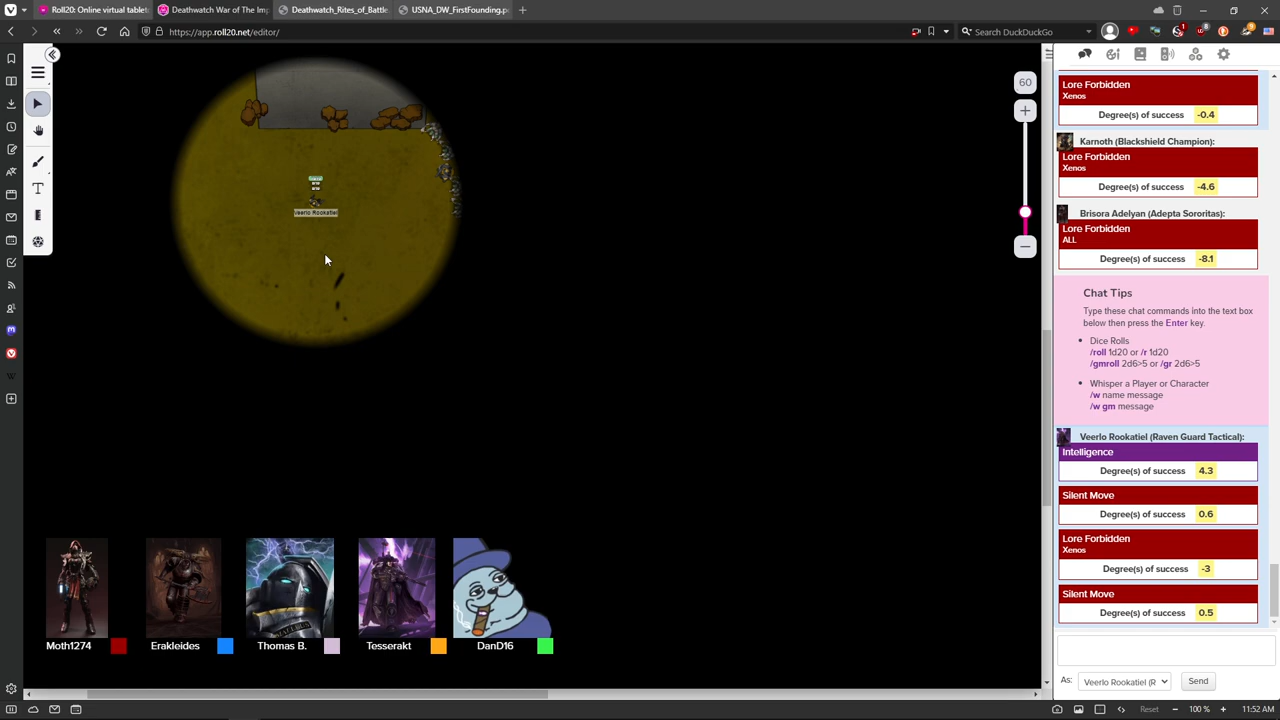 Roll20: Online virtual tablet
Deathwatch War of The Imp
Deathwatch_Rites_of_Battle
USNA_DW_FirstFounding.p
https://app.roll20.net/editor/
Search DuckDuckGo
60
Veerlo Rookatiel
Lore Forbidden
Xenos
Degree(s) of success -0.4
Karnoth (Blackshield Champion):
Lore Forbidden
Xenos
Degree(s) of success -4.6
Brisora Adelyan (Adepta Sororitas):
Lore Forbidden
ALL
Degree(s) of success -8.1
Chat Tips
Type these chat commands into the text box
below then press the Enter key.
Dice Rolls
/roll 1d20 or /r 1d20
/gmroll 2d6>5 or /gr 2d6>5
Whisper a Player or Character
/w name message
/w gm message
Veerlo Rookatiel (Raven Guard Tactical):
Intelligence
Degree(s) of success 4.3
Silent Move
Degree(s) of success 0.6
Lore Forbidden
Xenos
Degree(s) of success -3
Silent Move
Degree(s) of success 0.5
Moth1274
Erakleides
Thomas B.
Tesserakt
DanD16
As: Veerlo Rookatiel (R
Send
Reset 100 % 11:52 AM